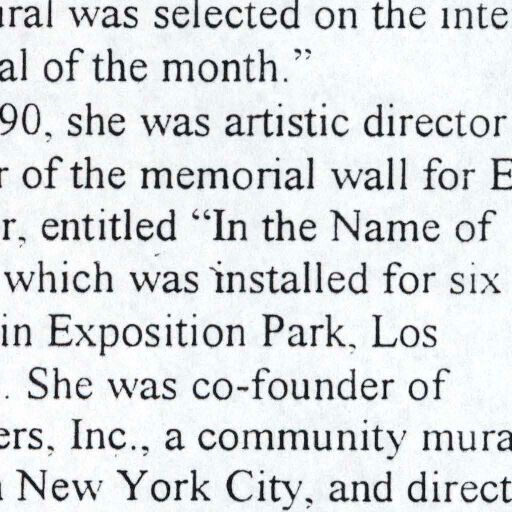 ural was selected on the inte
al of the month.”
90, she was artistic director
r of the memorial wall for E
r, entitled “In the Name of
which was installed for six
in Exposition Park, Los
. She was co-founder of
ers, Inc., a community mura
n New York City, and direct